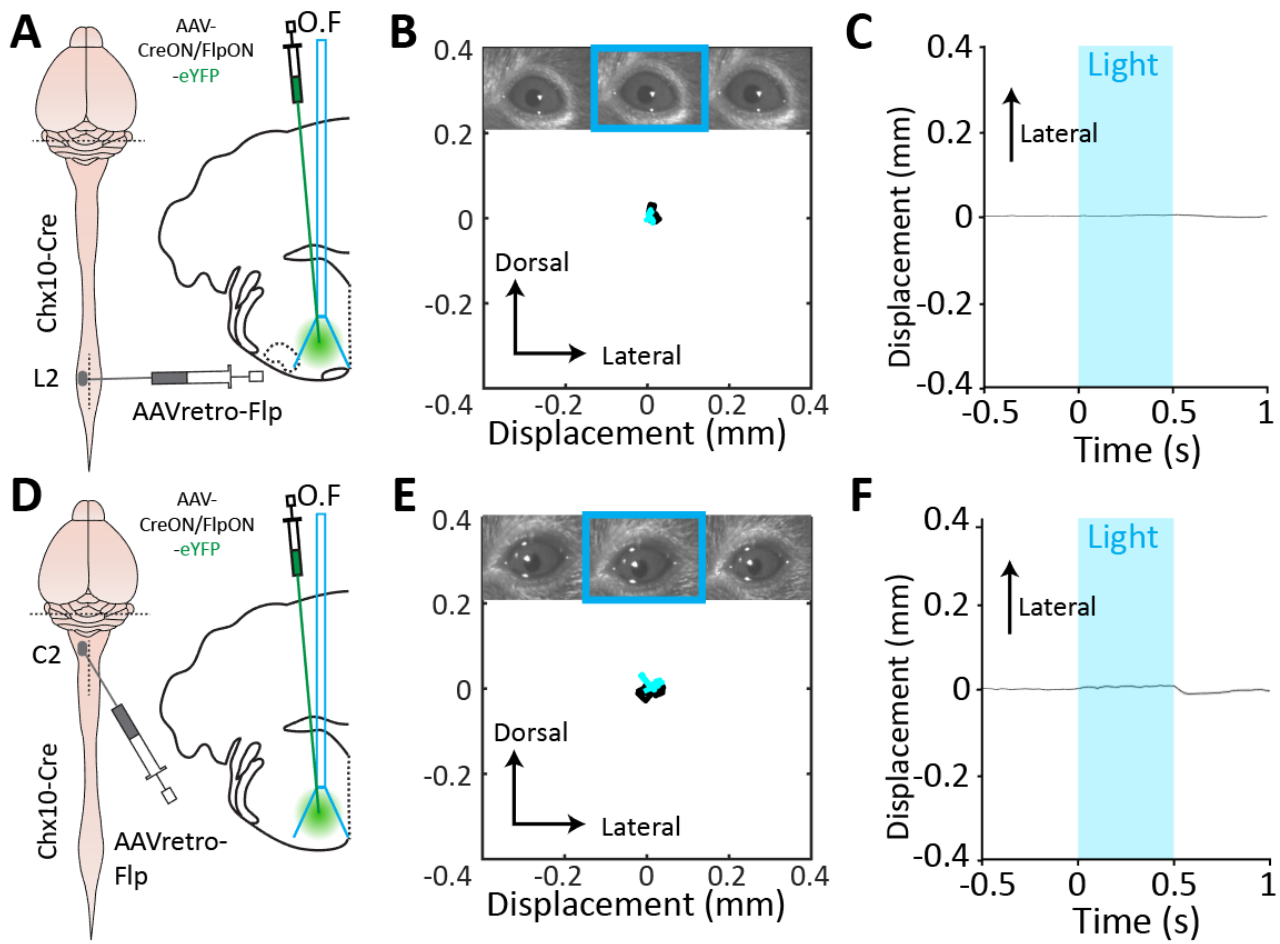 A
AAV-
CreON/FlpON
-eYFP
O.F
Chx10-Cre
L2
AAVretro-Flp
B
0.4
0.2
0
-0.2
-0.4
Dorsal
Lateral
-0.2
0
0.2
0.4
Displacement (mm)
C
Displacement (mm)
0.4
0.2
0
-0.2
-0.4
Light
Lateral
-0.5
0
0.5
1
Time (s)
D
AAV-
CreON/FlpON
-eYFP
O.F
C2
Chx10-Cre
AAVretro-
Flp
E
0.4
0.2
0
-0.2
-0.4
Dorsal
Lateral
-0.2
0
0.2
0.4
Displacement (mm)
F
Displacement (mm)
0.4
0.2
0
-0.2
-0.4
Light
Lateral
-0.5
0
0.5
1
Time (s)